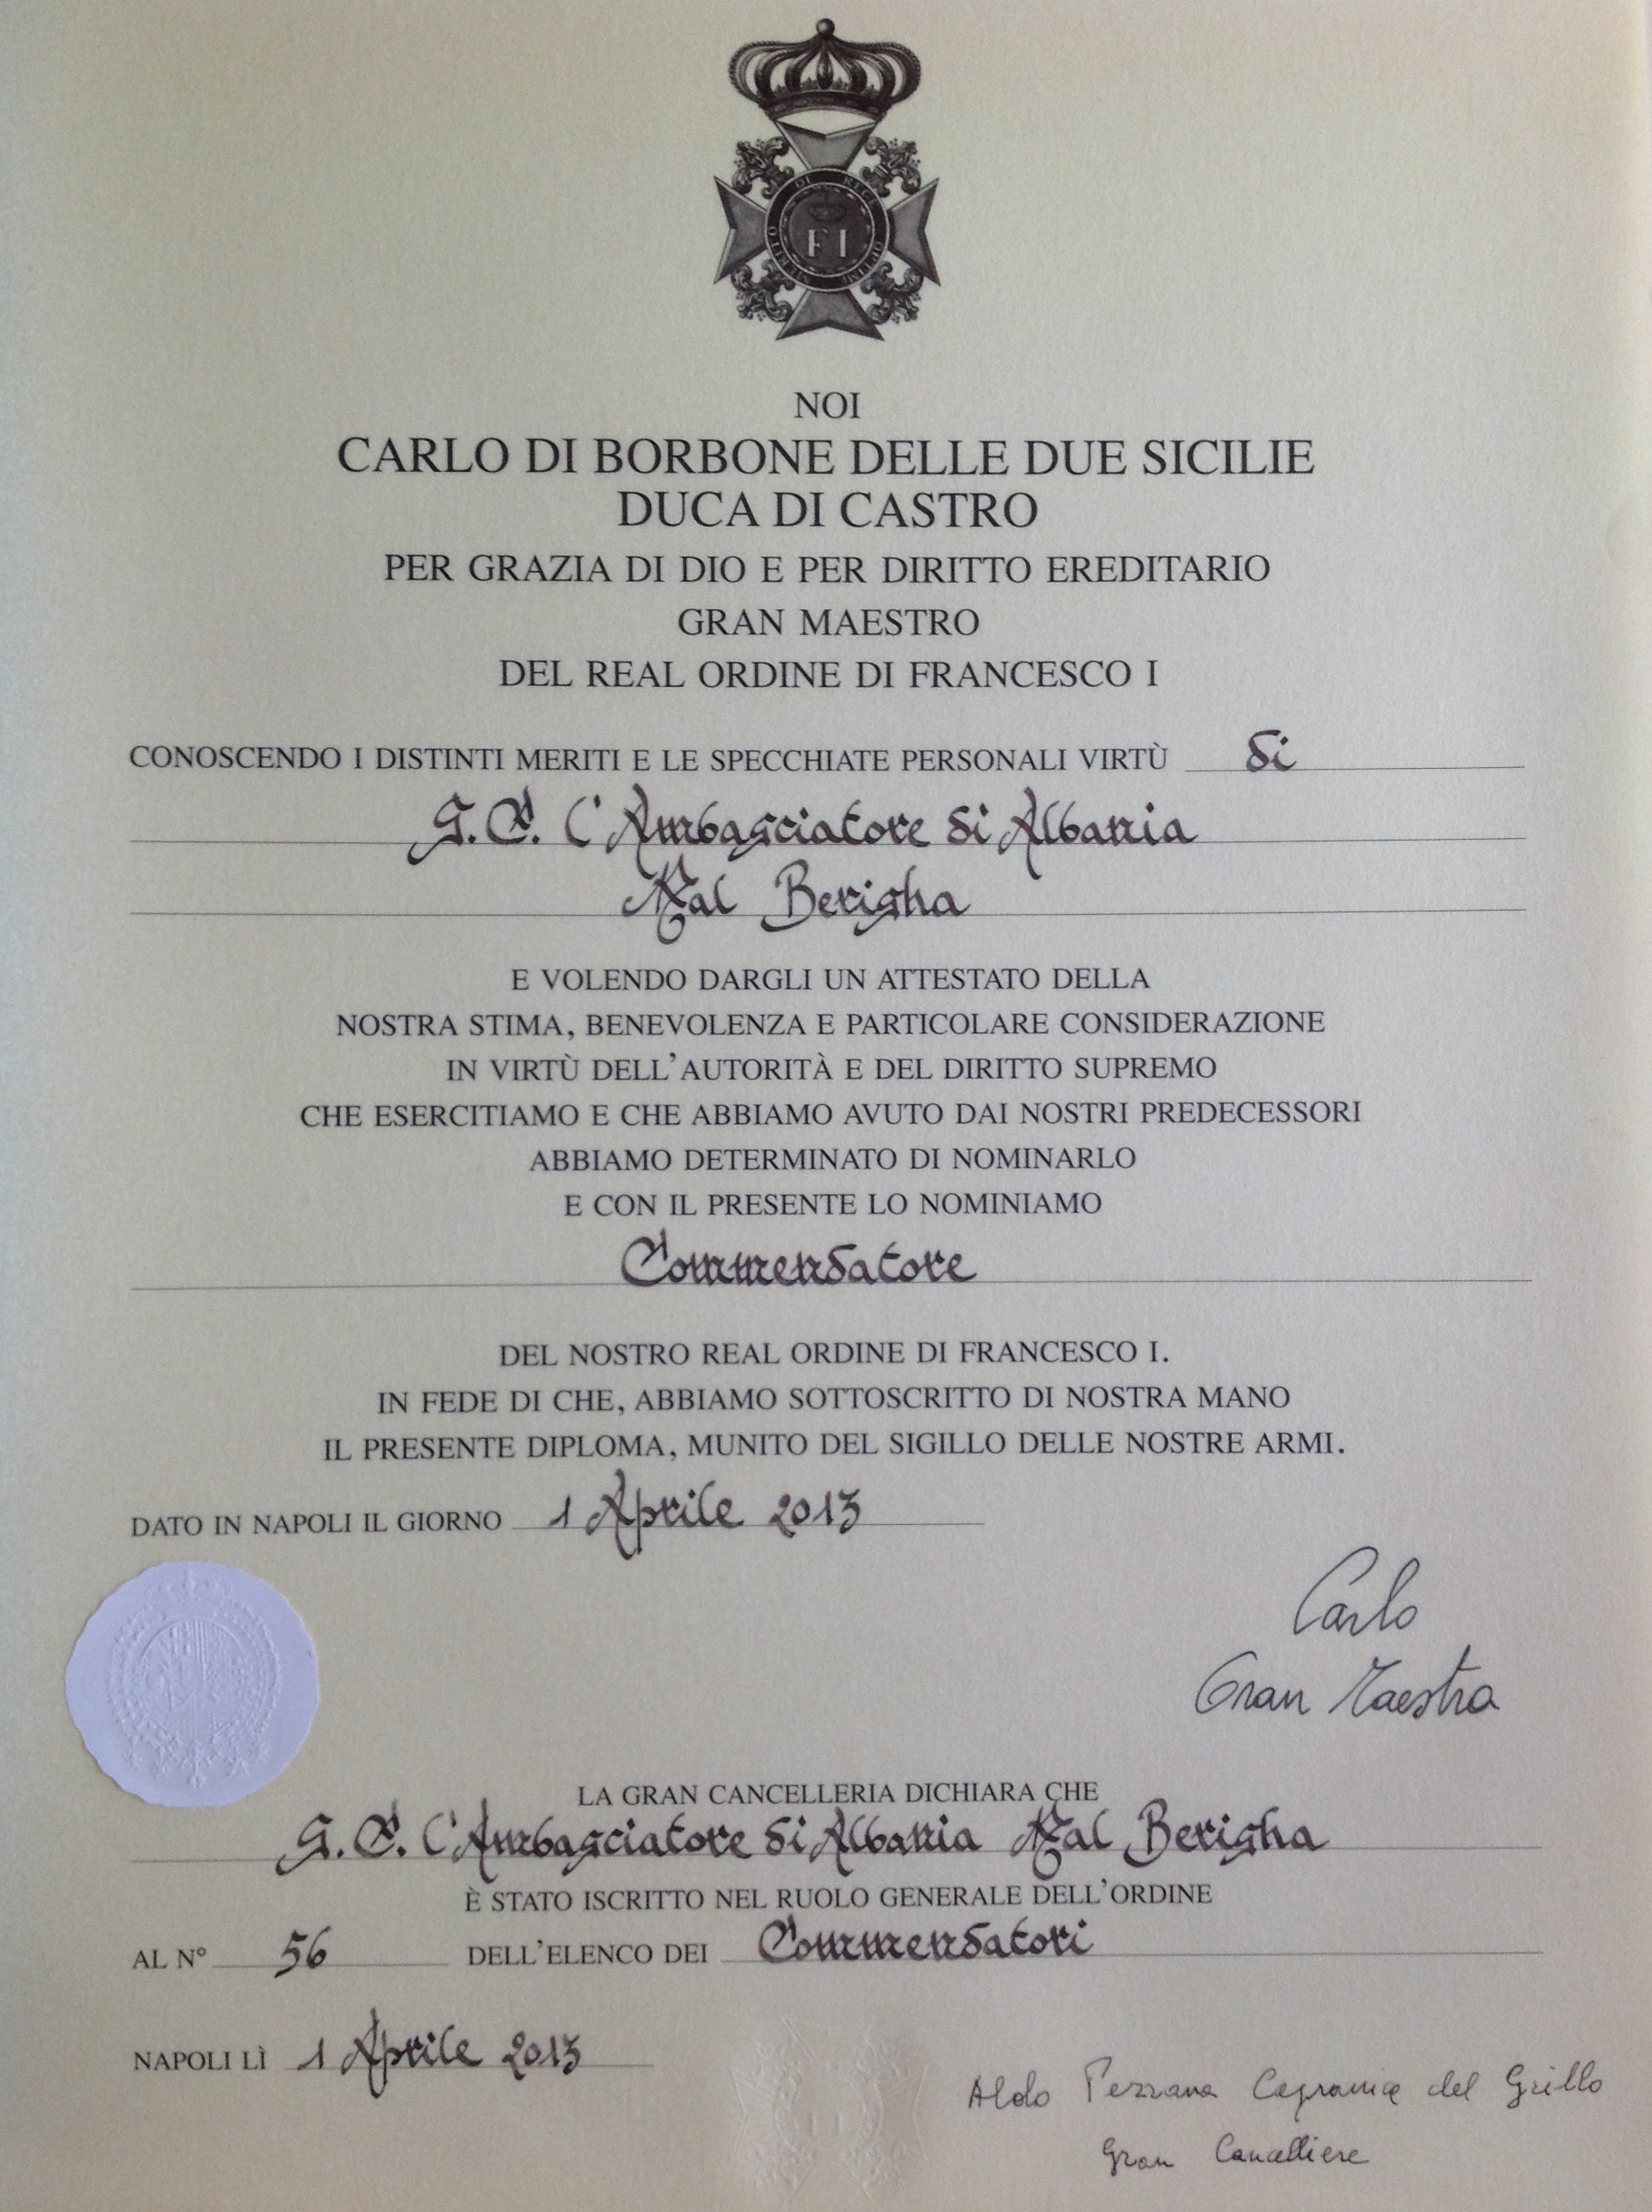 F I
NOI
CARLO DI BORBONE DELLE DUE SICILIE
DUCA DI CASTRO
PER GRAZIA DI DIO E PER DIRITTO EREDITARIO
GRAN MAESTRO
DEL REAL ORDINE DI FRANCESCO I
CONOSCENDO I DISTINTI MERITI E LE SPECCHIATE PERSONALI VIRTÙ di
S.E. l'Ambasciatore di Albania
Mal Berisha
E VOLENDO DARGLI UN ATTESTATO DELLA
NOSTRA STIMA, BENEVOLENZA E PARTICOLARE CONSIDERAZIONE
IN VIRTÙ DELL'AUTORITÀ E DEL DIRITTO SUPREMO
CHE ESERCITIAMO E CHE ABBIAMO AVUTO DAI NOSTRI PREDECESSORI
ABBIAMO DETERMINATO DI NOMINARLO
E CON IL PRESENTE LO NOMINIAMO
Commendatore
DEL NOSTRO REAL ORDINE DI FRANCESCO I.
IN FEDE DI CHE, ABBIAMO SOTTOSCRITTO DI NOSTRA MANO
IL PRESENTE DIPLOMA, MUNITO DEL SIGILLO DELLE NOSTRE ARMI.
DATO IN NAPOLI IL GIORNO 1 Aprile 2013
Carlo
Gran Maestro
LA GRAN CANCELLERIA DICHIARA CHE
S.E. l'Ambasciatore di Albania Mal Berisha
È STATO ISCRITTO NEL RUOLO GENERALE DELL'ORDINE
AL N° 56 DELL'ELENCO DEI Commendatori
NAPOLI LÌ 1 Aprile 2013
Aldo Pezzana Capranica del Grillo
Gran Cancelliere